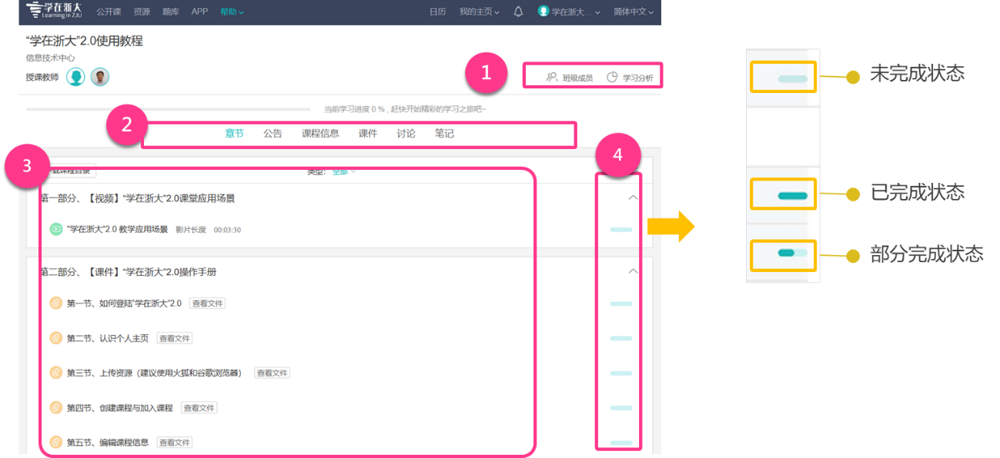 学在浙大
Learning in ZJU
公开课 资源 题库 APP 帮助 日历 我的主页 学在浙大... 简体中文
“学在浙大”2.0使用教程
信息技术中心
授课教师
1
班级成员 学习分析
当前学习进度 0 % , 赶快开始精彩的学习之旅吧~
2
章节 公告 课程信息 课件 讨论 笔记
3
4
载课程目录 类型: 全部
第一部分、【视频】“学在浙大”2.0课堂应用场景
“学在浙大”2.0 教学应用场景 影片长度 00:03:30
第二部分、【课件】“学在浙大”2.0操作手册
第一节、如何登陆“学在浙大”2.0 查看文件
第二节、认识个人主页 查看文件
第三节、上传资源（建议使用火狐和谷歌浏览器） 查看文件
第四节、创建课程与加入课程 查看文件
第五节、编辑课程信息 查看文件
未完成状态
已完成状态
部分完成状态